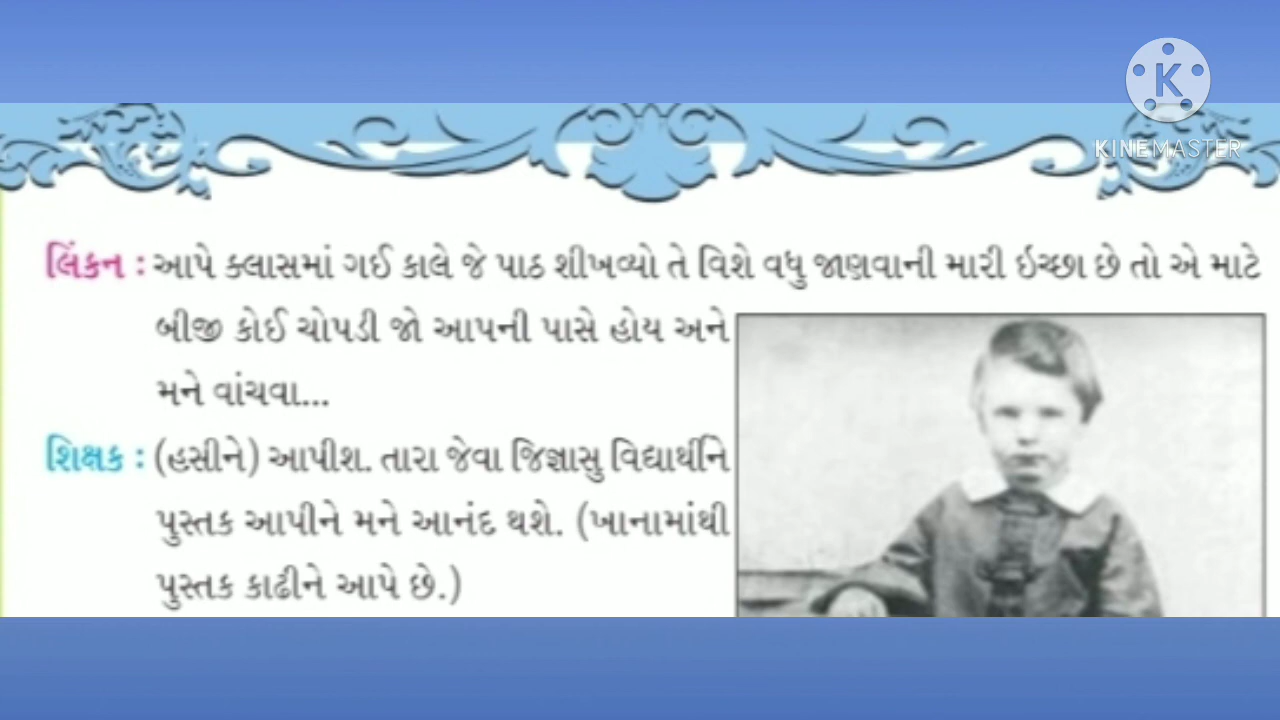 KINEMASTER
લિંકન : આપે ક્લાસમાં ગઈ કાલે જે પાઠ શીખવ્યો તે વિશે વધુ જાણવાની મારી ઇચ્છા છે તો એ માટે
બીજી કોઈ ચોપડી જો આપની પાસે હોય અને
મને વાંચવા...
શિક્ષક : (હસીને) આપીશ. તારા જેવા જિજ્ઞાસુ વિદ્યાર્થીને
પુસ્તક આપીને મને આનંદ થશે. (ખાનામાંથી
પુસ્તક કાઢીને આપે છે.)